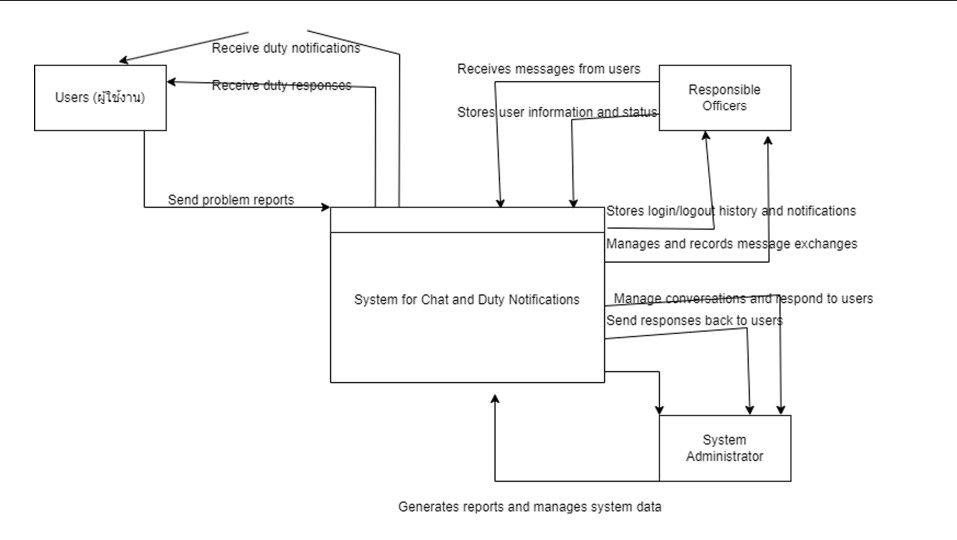 Receive duty notifications
Receives messages from users
Receive duty responses
Users (ผู้ใช้งาน)
Responsible
Officers
Stores user information and status
Send problem reports
Stores login/logout history and notifications
Manages and records message exchanges
System for Chat and Duty Notifications
Manage conversations and respond to users
Send responses back to users
System
Administrator
Generates reports and manages system data